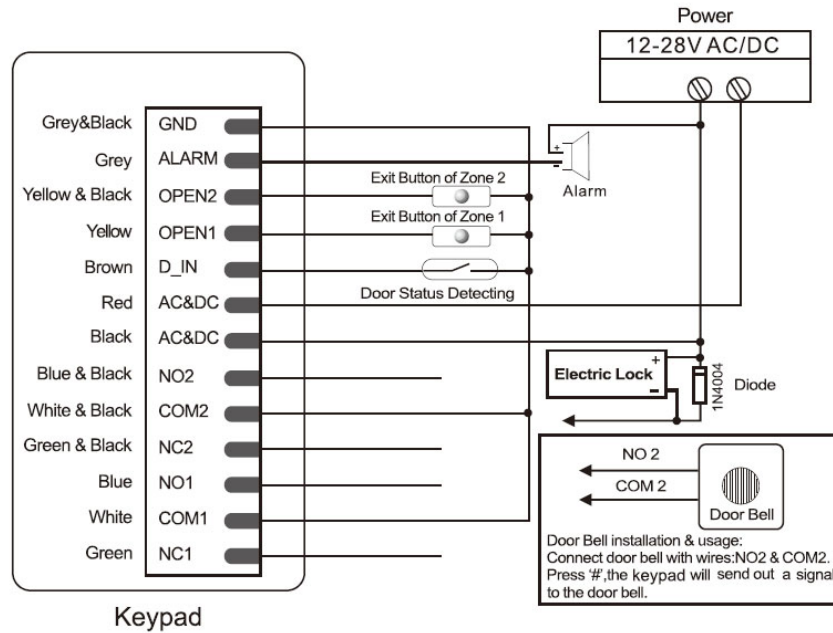 Power
12-28V AC/DC
Grey&Black GND
Grey ALARM
Yellow & Black OPEN2
Yellow OPEN1
Brown D_IN
Red AC&DC
Black AC&DC
Blue & Black NO2
White & Black COM2
Green & Black NC2
Blue NO1
White COM1
Green NC1
Keypad
Exit Button of Zone 2
Exit Button of Zone 1
Door Status Detecting
+
-
Alarm
Electric Lock
+
-
1N4004
Diode
NO 2
COM 2
Door Bell
Door Bell installation & usage:
Connect door bell with wires:NO2 & COM2.
Press ‘#’,the keypad will send out a signal
to the door bell.